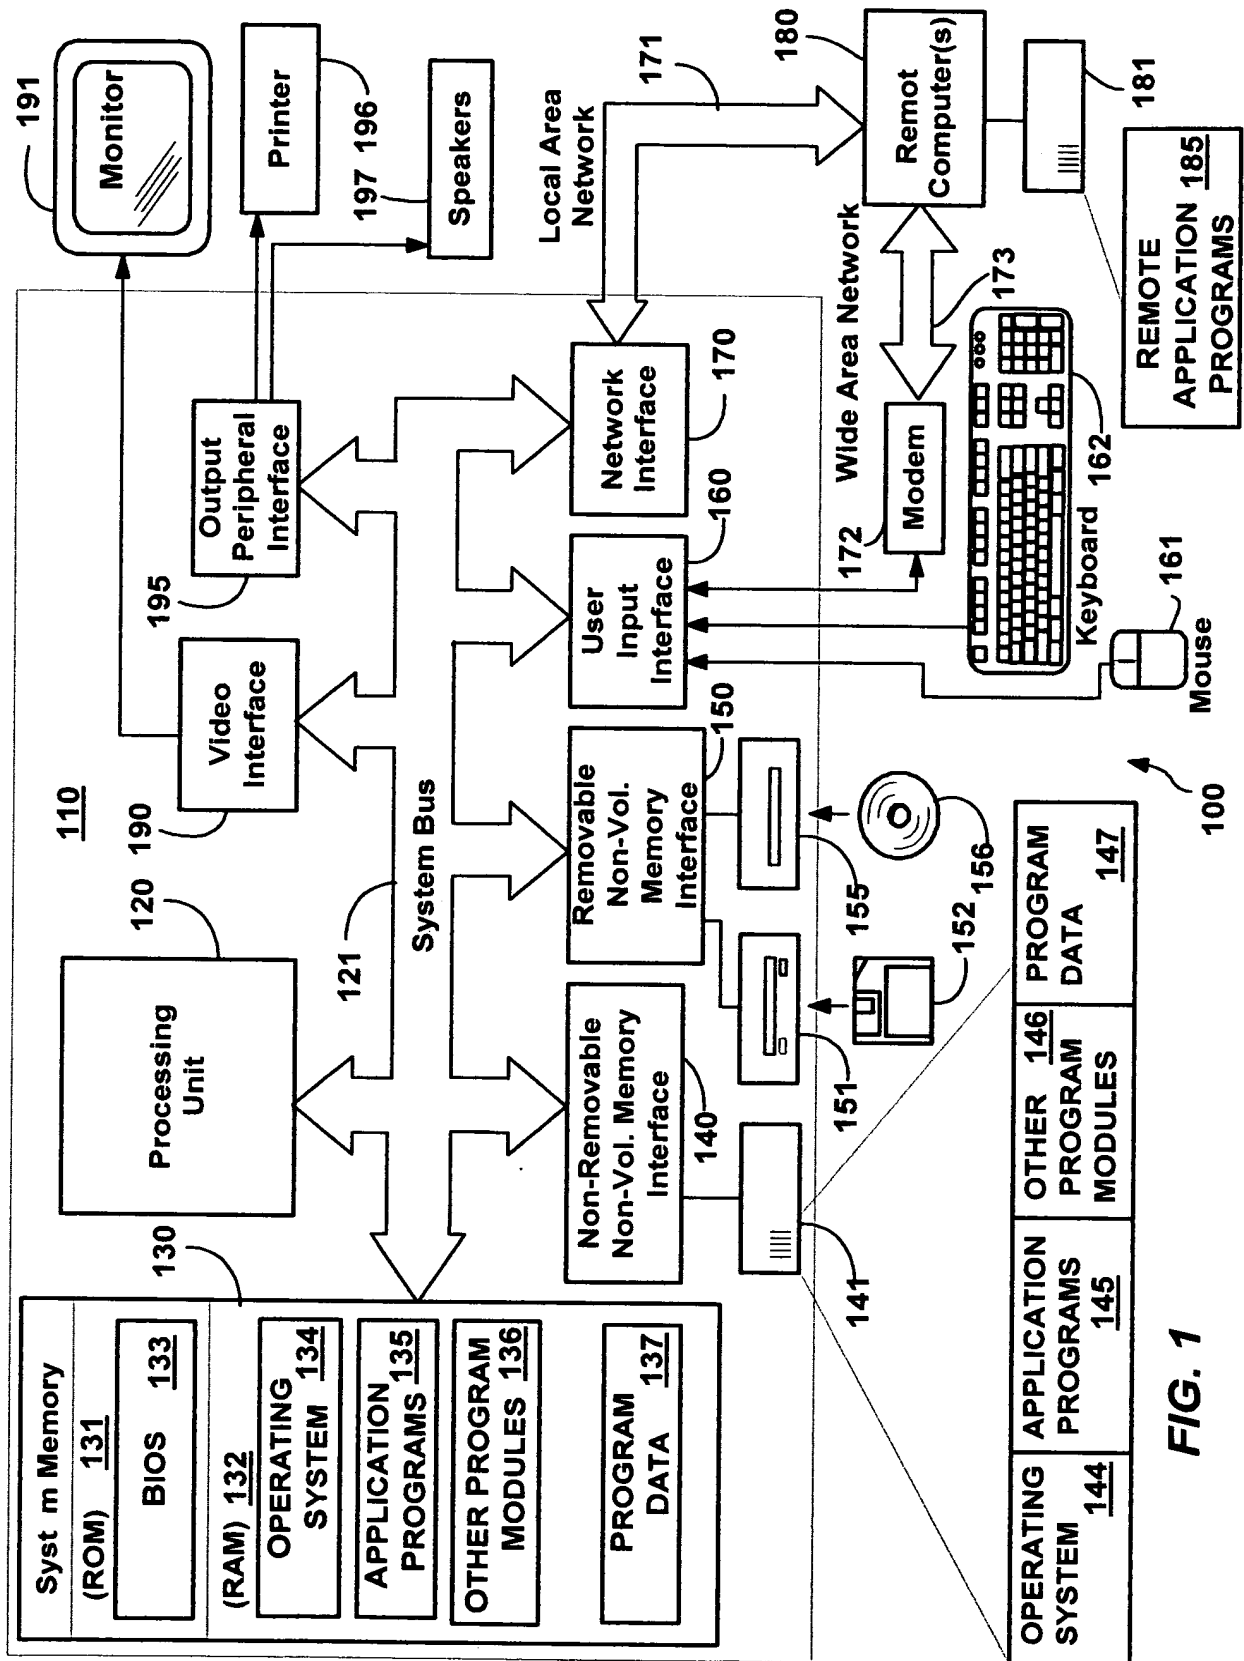 Syst m Memory
(ROM) 131
BIOS 133
(RAM) 132
OPERATING
SYSTEM 134
APPLICATION
PROGRAMS 135
OTHER PROGRAM
MODULES 136
PROGRAM
DATA 137
130
Processing
Unit
120
110
121
System Bus
190
Video
Interface
195
Output
Peripheral
Interface
191
Monitor
Printer
196
197
Speakers
Non-Removable
Non-Vol. Memory
Interface
140
Removable
Non-Vol.
Memory
Interface
150
User
Input
Interface
160
Network
Interface
170
Local Area
Network
171
180
Remot
Computer(s)
181
Wide Area Network
173
172
Modem
141
151
152
155
156
Keyboard
162
161
Mouse
REMOTE
APPLICATION 185
PROGRAMS
OPERATING
SYSTEM 144
APPLICATION
PROGRAMS 145
OTHER 146
PROGRAM
MODULES
PROGRAM
DATA 147
100
FIG. 1